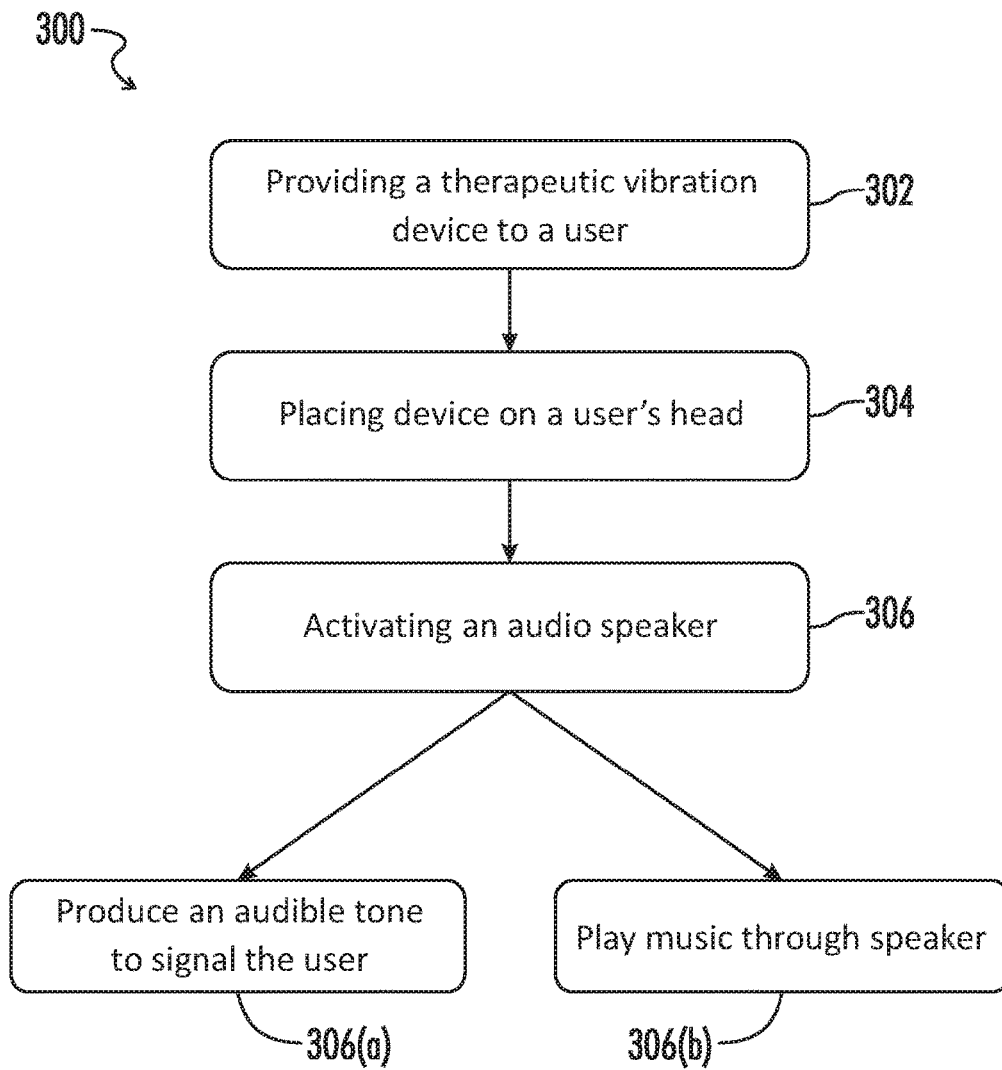 300
Providing a therapeutic vibration
device to a user
302
Placing device on a user's head
304
Activating an audio speaker
306
Produce an audible tone
to signal the user
Play music through speaker
306(a)
306(b)